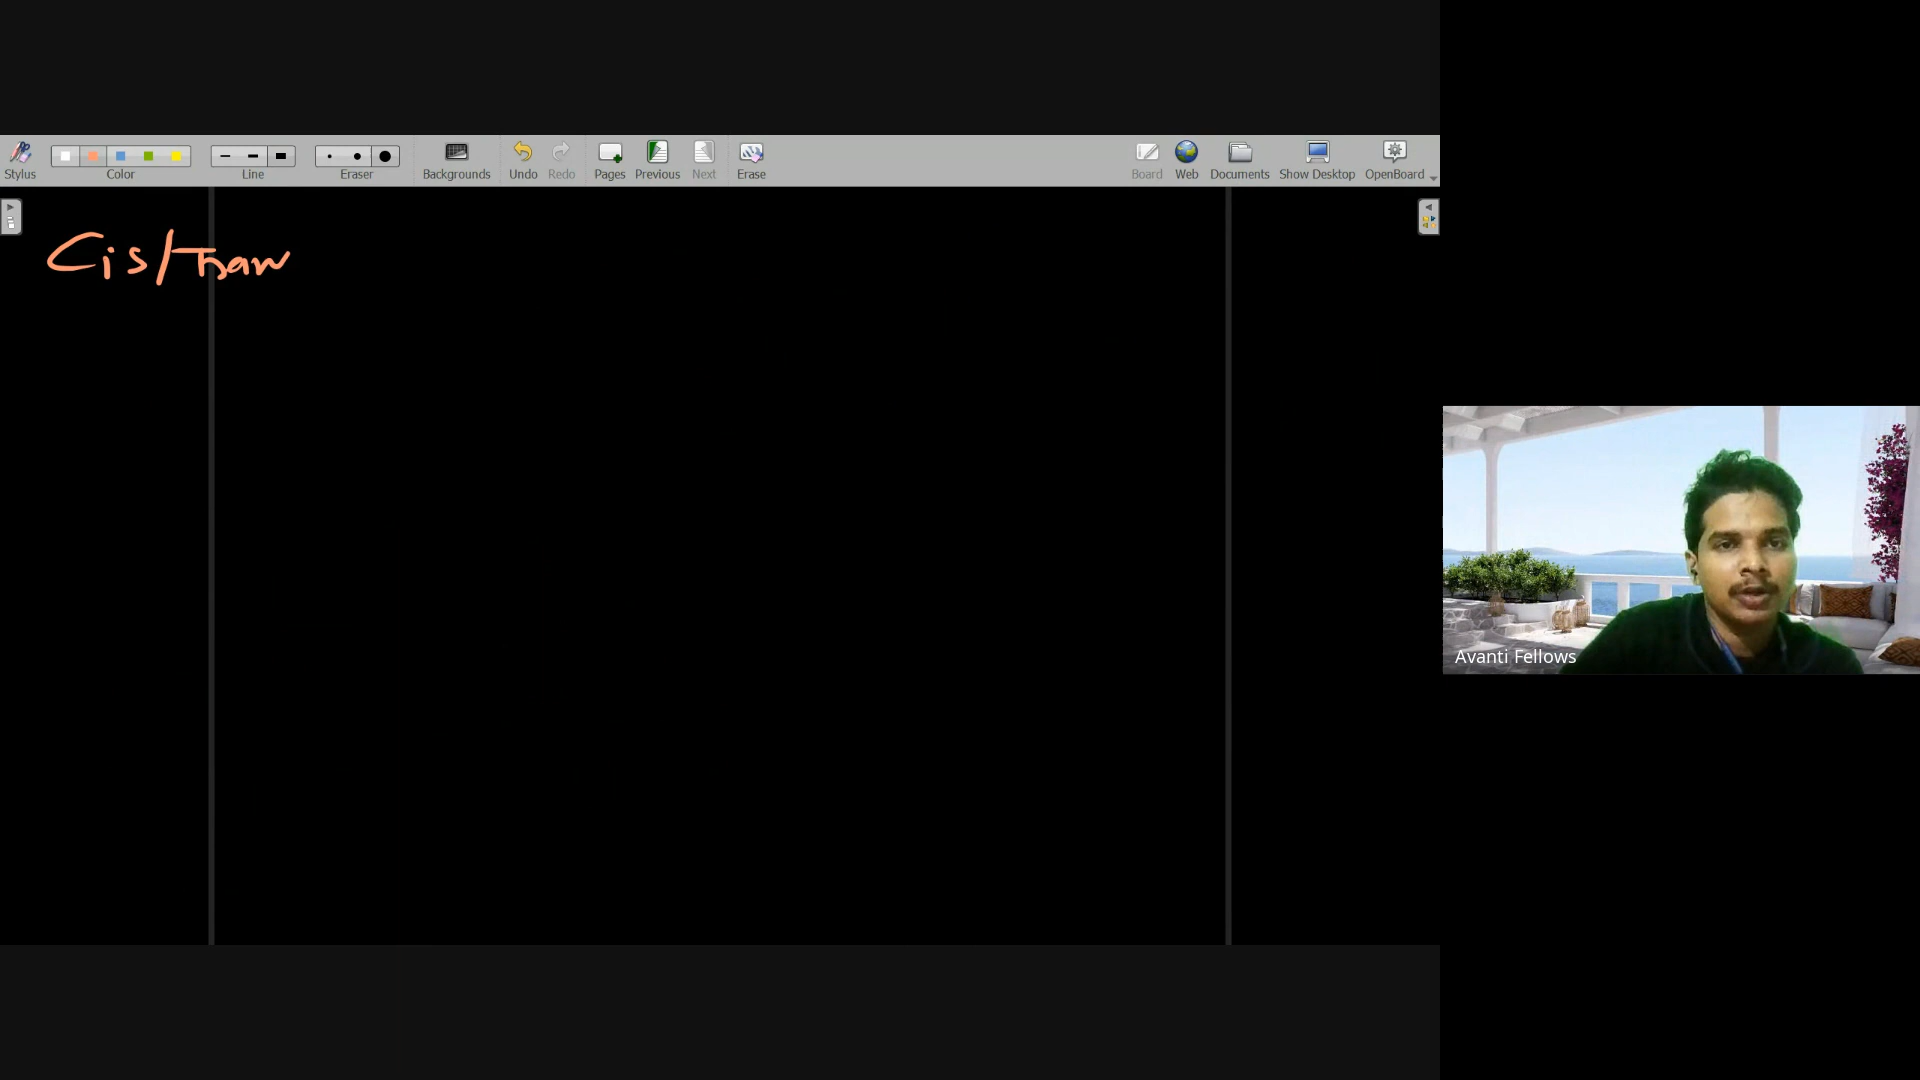 Stylus
Color
Line
Eraser
Backgrounds
Undo
Redo
Pages
Previous
Next
Erase
Board
Web
Documents
Show Desktop
OpenBoard
Cis/Tran
Avanti Fellows